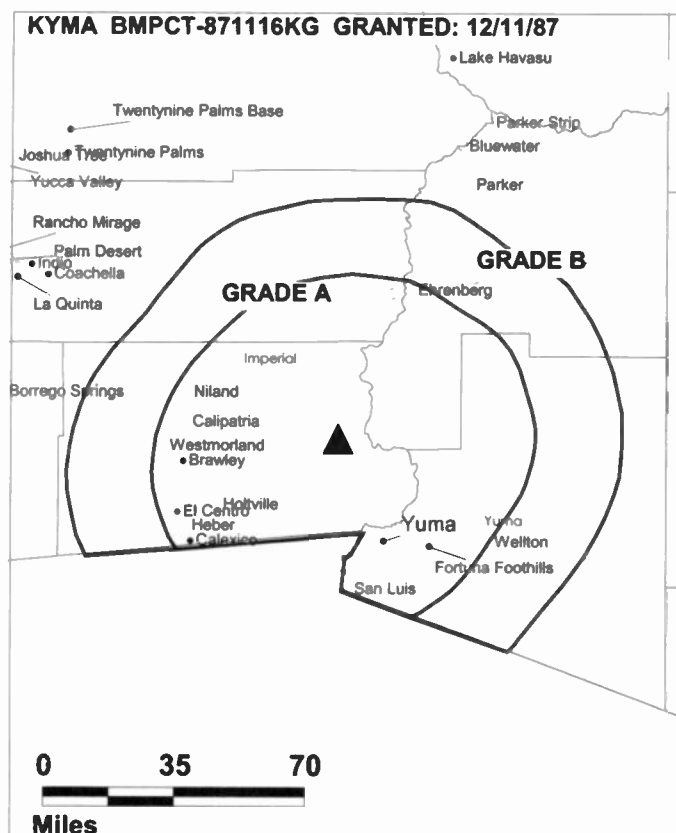 KYMA BMPCT-871116KG GRANTED: 12/11/87
Lake Havasu
Twentynine Palms Base
Parker Strip
Bluewater
Twentynine Palms
Joshua Tree
Yucca Valley
Parker
Rancho Mirage
Palm Desert
Indio
Coachella
La Quinta
GRADE B
GRADE A
Ehrenberg
Imperial
Borrego Springs
Niland
Calipatria
Westmorland
Brawley
Holtville
El Centro
Heber
Calexico
Yuma
Yuma
Wellton
Fortuna Foothills
San Luis
0 35 70
Miles